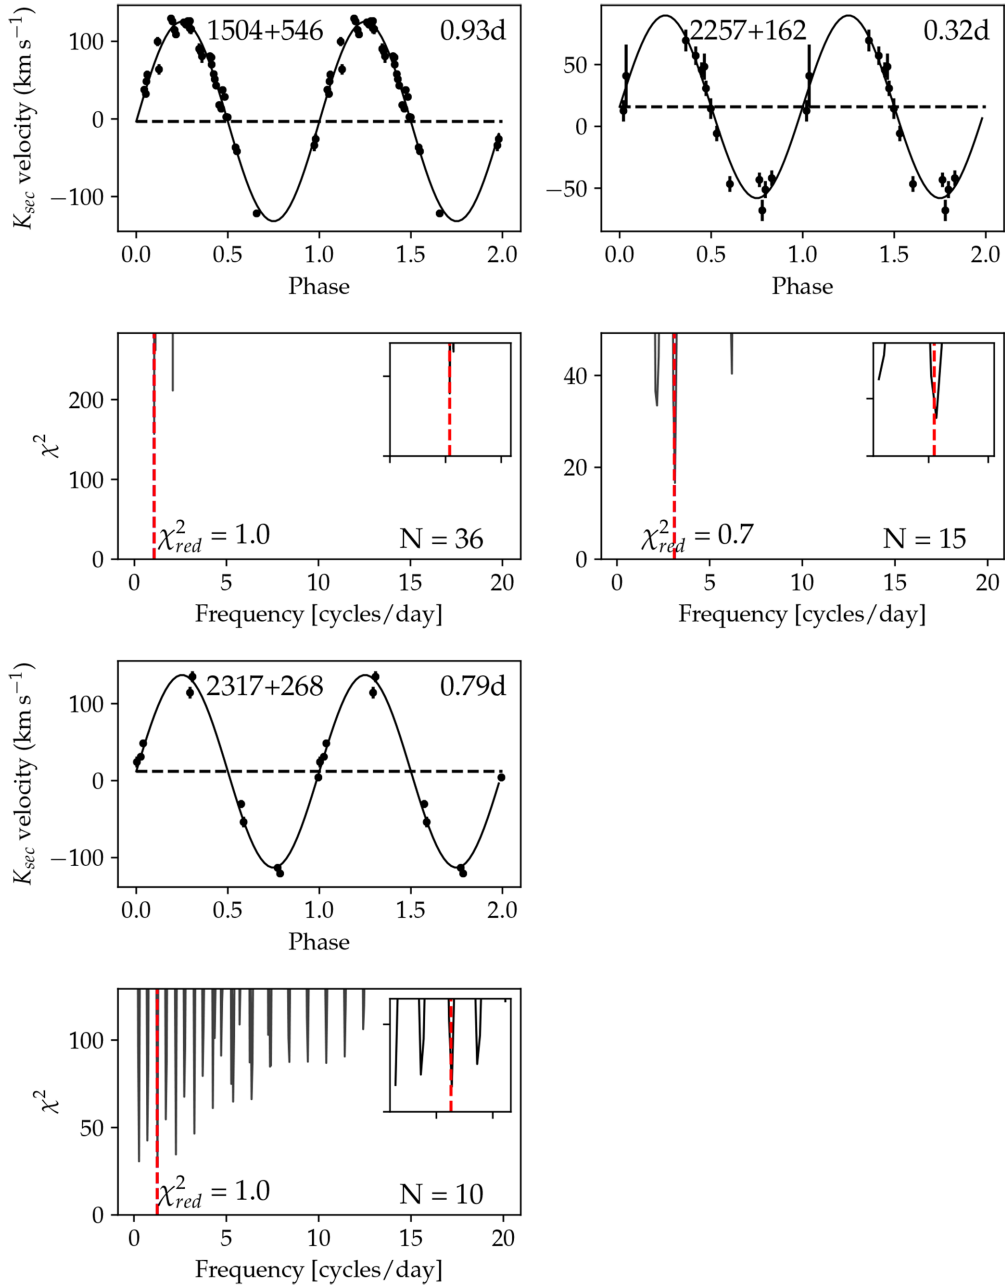 1504+546 0.93d
K_sec velocity (km s⁻¹)
100
0
−100
0.0 0.5 1.0 1.5 2.0
Phase
2257+162 0.32d
50
0
−50
0.0 0.5 1.0 1.5 2.0
Phase
χ²
200
100
0
χ²_red = 1.0 N = 36
0 5 10 15 20
Frequency [cycles/day]
40
20
0
χ²_red = 0.7 N = 15
0 5 10 15 20
Frequency [cycles/day]
2317+268 0.79d
K_sec velocity (km s⁻¹)
100
0
−100
0.0 0.5 1.0 1.5 2.0
Phase
χ²
100
50
0
χ²_red = 1.0 N = 10
0 5 10 15 20
Frequency [cycles/day]